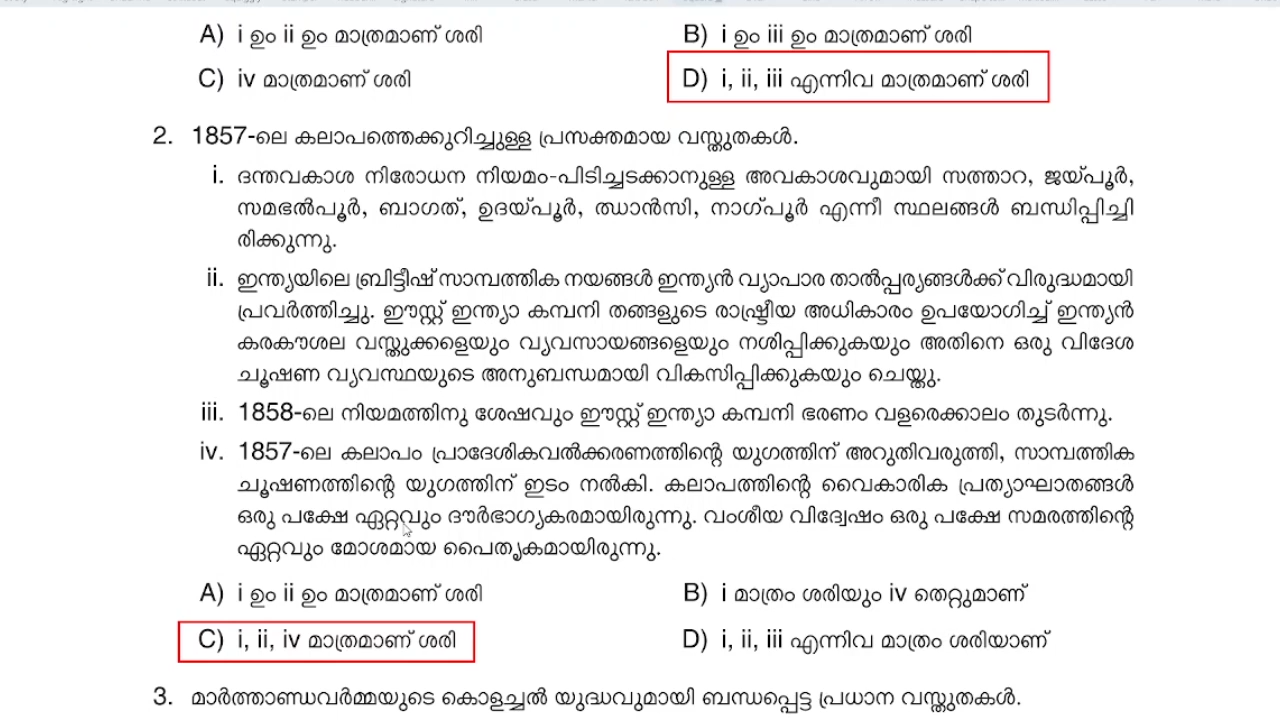 A) i ഉം ii ഉം മാത്രമാണ് ശരി
B) i ഉം iii ഉം മാത്രമാണ് ശരി
C) iv മാത്രമാണ് ശരി
D) i, ii, iii എന്നിവ മാത്രമാണ് ശരി
2. 1857-ലെ കലാപത്തെക്കുറിച്ചുള്ള പ്രസക്തമായ വസ്തുതകൾ.
i. ദന്തവകാശ നിരോധന നിയമം-പിടിച്ചടക്കാനുള്ള അവകാശവുമായി സത്താറ, ജയ്പൂർ,
സമഭൽപൂർ, ബാഗത്, ഉദയ്പൂർ, ഝാൻസി, നാഗ്പൂർ എന്നീ സ്ഥലങ്ങൾ ബന്ധിപ്പിച്ചി
രിക്കുന്നു.
ii. ഇന്ത്യയിലെ ബ്രിട്ടീഷ് സാമ്പത്തിക നയങ്ങൾ ഇന്ത്യൻ വ്യാപാര താൽപ്പര്യങ്ങൾക്ക് വിരുദ്ധമായി
പ്രവർത്തിച്ചു. ഈസ്റ്റ് ഇന്ത്യാ കമ്പനി തങ്ങളുടെ രാഷ്ട്രീയ അധികാരം ഉപയോഗിച്ച് ഇന്ത്യൻ
കരകൗശല വസ്തുക്കളെയും വ്യവസായങ്ങളെയും നശിപ്പിക്കുകയും അതിനെ ഒരു വിദേശ
ചൂഷണ വ്യവസ്ഥയുടെ അനുബന്ധമായി വികസിപ്പിക്കുകയും ചെയ്തു.
iii. 1858-ലെ നിയമത്തിനു ശേഷവും ഈസ്റ്റ് ഇന്ത്യാ കമ്പനി ഭരണം വളരെക്കാലം തുടർന്നു.
iv. 1857-ലെ കലാപം പ്രാദേശികവൽക്കരണത്തിന്റെ യുഗത്തിന് അറുതിവരുത്തി, സാമ്പത്തിക
ചൂഷണത്തിന്റെ യുഗത്തിന് ഇടം നൽകി. കലാപത്തിന്റെ വൈകാരിക പ്രത്യാഘാതങ്ങൾ
ഒരു പക്ഷേ ഏറ്റവും ദൗർഭാഗ്യകരമായിരുന്നു. വംശീയ വിദ്വേഷം ഒരു പക്ഷേ സമരത്തിന്റെ
ഏറ്റവും മോശമായ പൈതൃകമായിരുന്നു.
A) i ഉം ii ഉം മാത്രമാണ് ശരി
B) i മാത്രം ശരിയും iv തെറ്റുമാണ്
C) i, ii, iv മാത്രമാണ് ശരി
D) i, ii, iii എന്നിവ മാത്രം ശരിയാണ്
3. മാർത്താണ്ഡവർമ്മയുടെ കൊളച്ചൽ യുദ്ധവുമായി ബന്ധപ്പെട്ട പ്രധാന വസ്തുതകൾ.